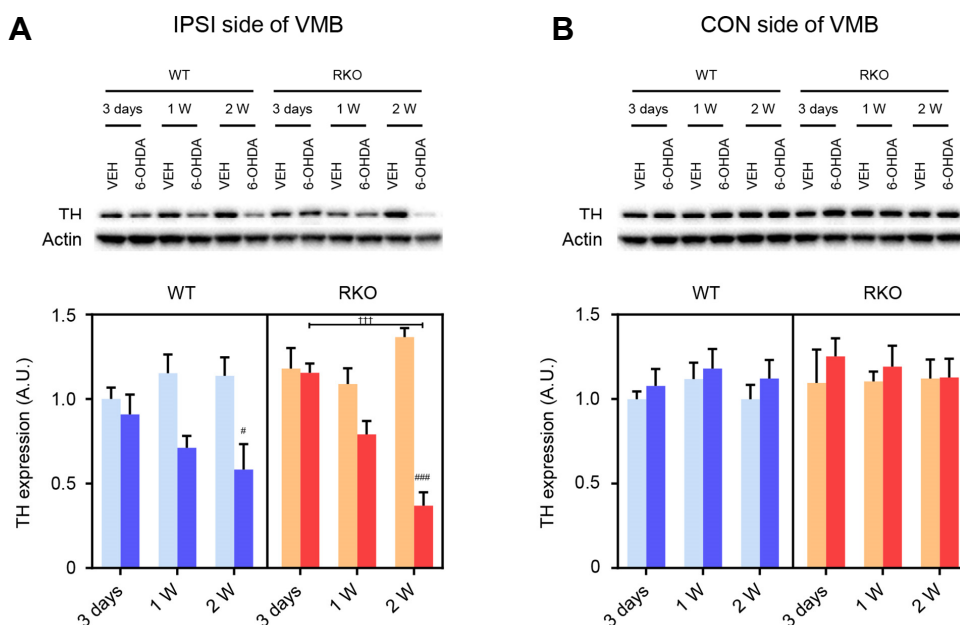 A
IPSI side of VMB
WT
RKO
3 days
1 W
2 W
3 days
1 W
2 W
VEH
6-OHDA
VEH
6-OHDA
VEH
6-OHDA
VEH
6-OHDA
VEH
6-OHDA
VEH
6-OHDA
TH
Actin
WT
RKO
TH expression (A.U.)
1.5
1.0
0.5
0
#
†††
###
3 days
1 W
2 W
3 days
1 W
2 W
B
CON side of VMB
WT
RKO
3 days
1 W
2 W
3 days
1 W
2 W
VEH
6-OHDA
VEH
6-OHDA
VEH
6-OHDA
VEH
6-OHDA
VEH
6-OHDA
VEH
6-OHDA
TH
Actin
WT
RKO
TH expression (A.U.)
1.5
1.0
0.5
0
3 days
1 W
2 W
3 days
1 W
2 W